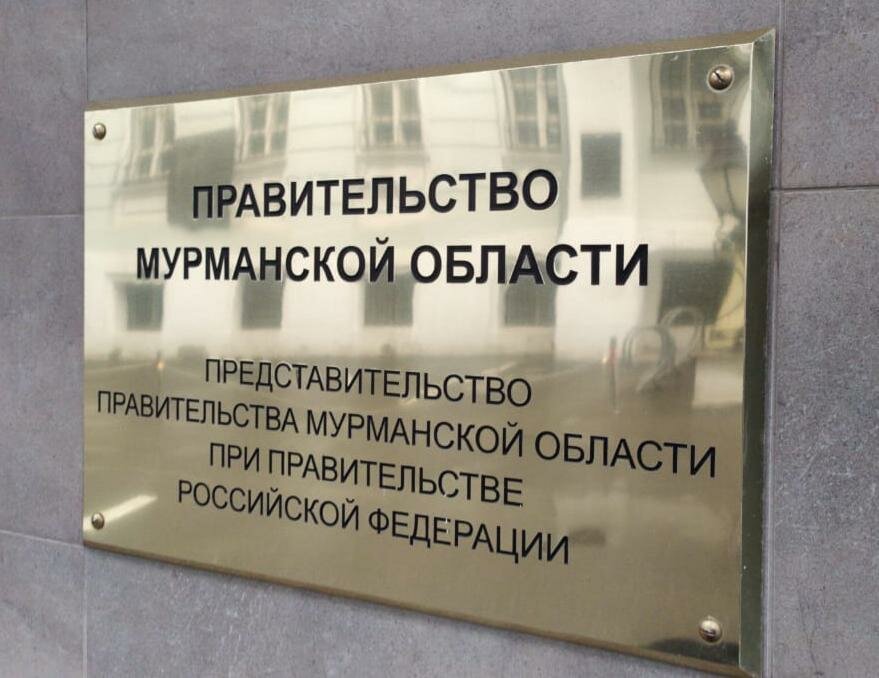 ПРАВИТЕЛЬСТВО
МУРМАНСКОЙ ОБЛАСТИ
ПРЕДСТАВИТЕЛЬСТВО
ПРАВИТЕЛЬСТВА МУРМАНСКОЙ ОБЛАСТИ
ПРИ ПРАВИТЕЛЬСТВЕ
РОССИЙСКОЙ ФЕДЕРАЦИИ